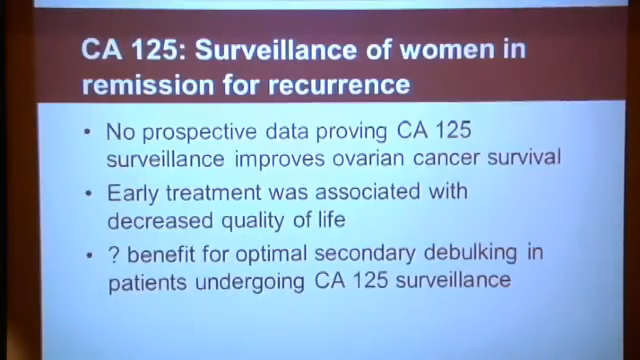 CA 125: Surveillance of women in
remission for recurrence
• No prospective data proving CA 125
surveillance improves ovarian cancer survival
• Early treatment was associated with
decreased quality of life
• ? benefit for optimal secondary debulking in
patients undergoing CA 125 surveillance